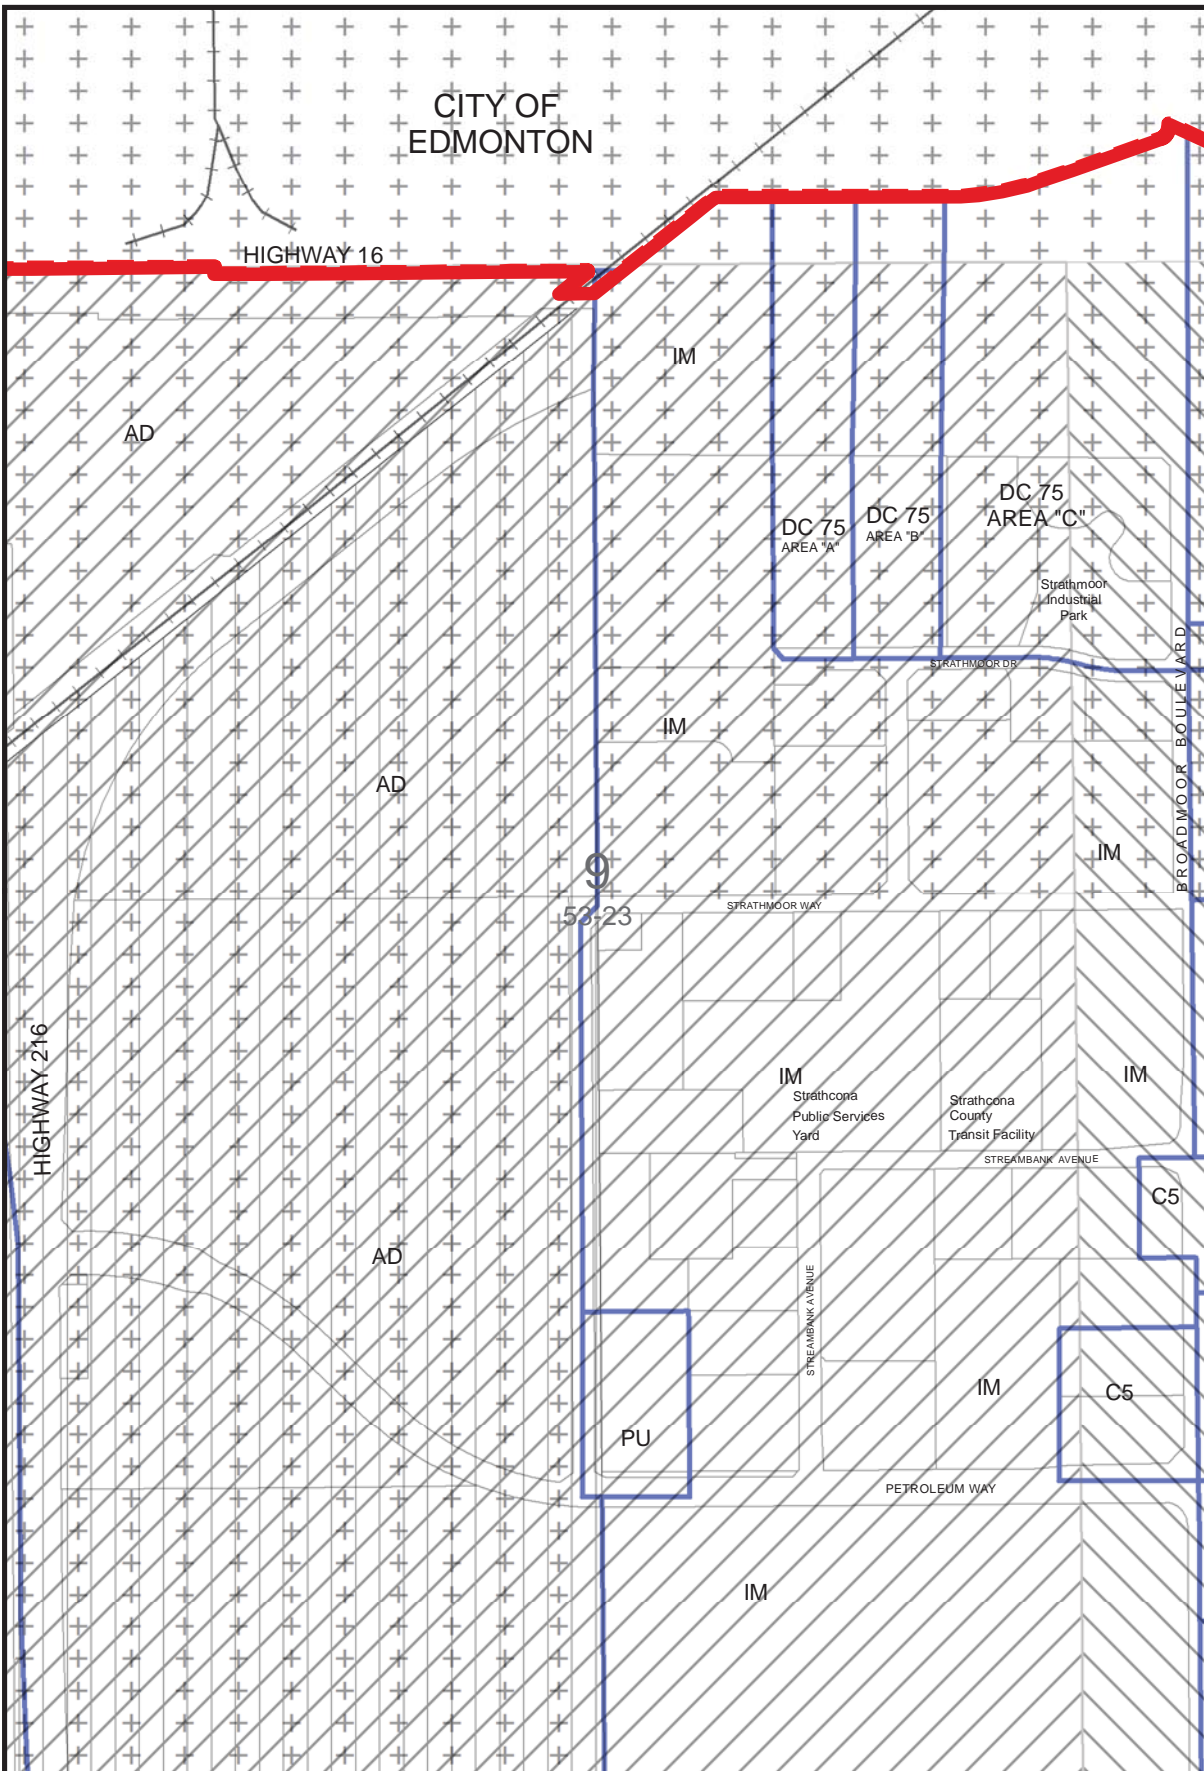 CITY OF
EDMONTON
HIGHWAY 16
IM
AD
DC 75
AREA "A"
DC 75
AREA "B"
DC 75
AREA "C"
Strathmoor
Industrial
Park
BROADMOOR BOULEVARD
STRATHMOOR DR
IM
AD
IM
9
53-23
STRATHMOOR WAY
HIGHWAY 216
IM
Strathcona
Public Services
Yard
Strathcona
County
Transit Facility
IM
STREAMBANK AVENUE
C5
AD
STREAMBANK AVENUE
IM
C5
PU
PETROLEUM WAY
IM